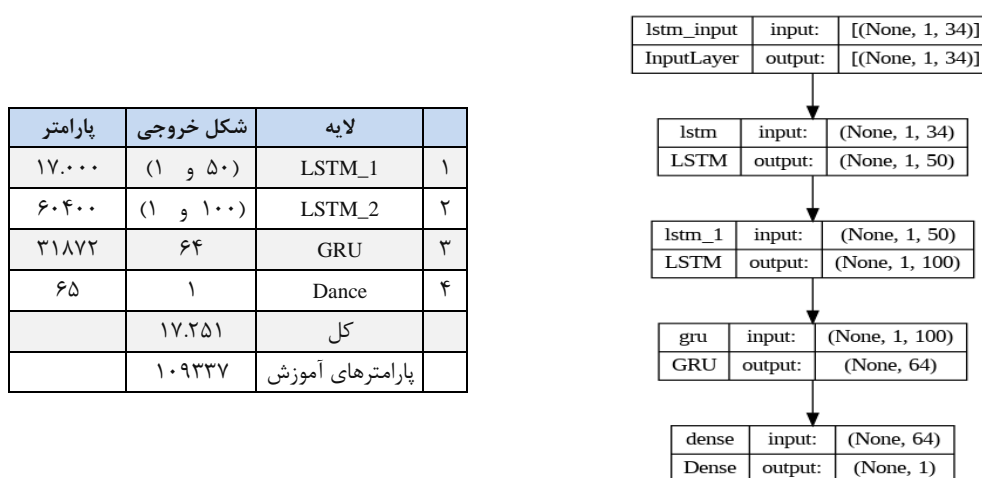 لایه شکل خروجی پارامتر
۱ LSTM_1 (۵۰ و ۱) ۱۷.۰۰۰
۲ LSTM_2 (۱۰۰ و ۱) ۶۰۴۰۰
۳ GRU ۶۴ ۳۱۸۷۲
۴ Dance ۱ ۶۵
کل ۱۷.۲۵۱
پارامترهای آموزش ۱۰۹۳۳۷
lstm_input input: [(None, 1, 34)]
InputLayer output: [(None, 1, 34)]
lstm input: (None, 1, 34)
LSTM output: (None, 1, 50)
lstm_1 input: (None, 1, 50)
LSTM output: (None, 1, 100)
gru input: (None, 1, 100)
GRU output: (None, 64)
dense input: (None, 64)
Dense output: (None, 1)